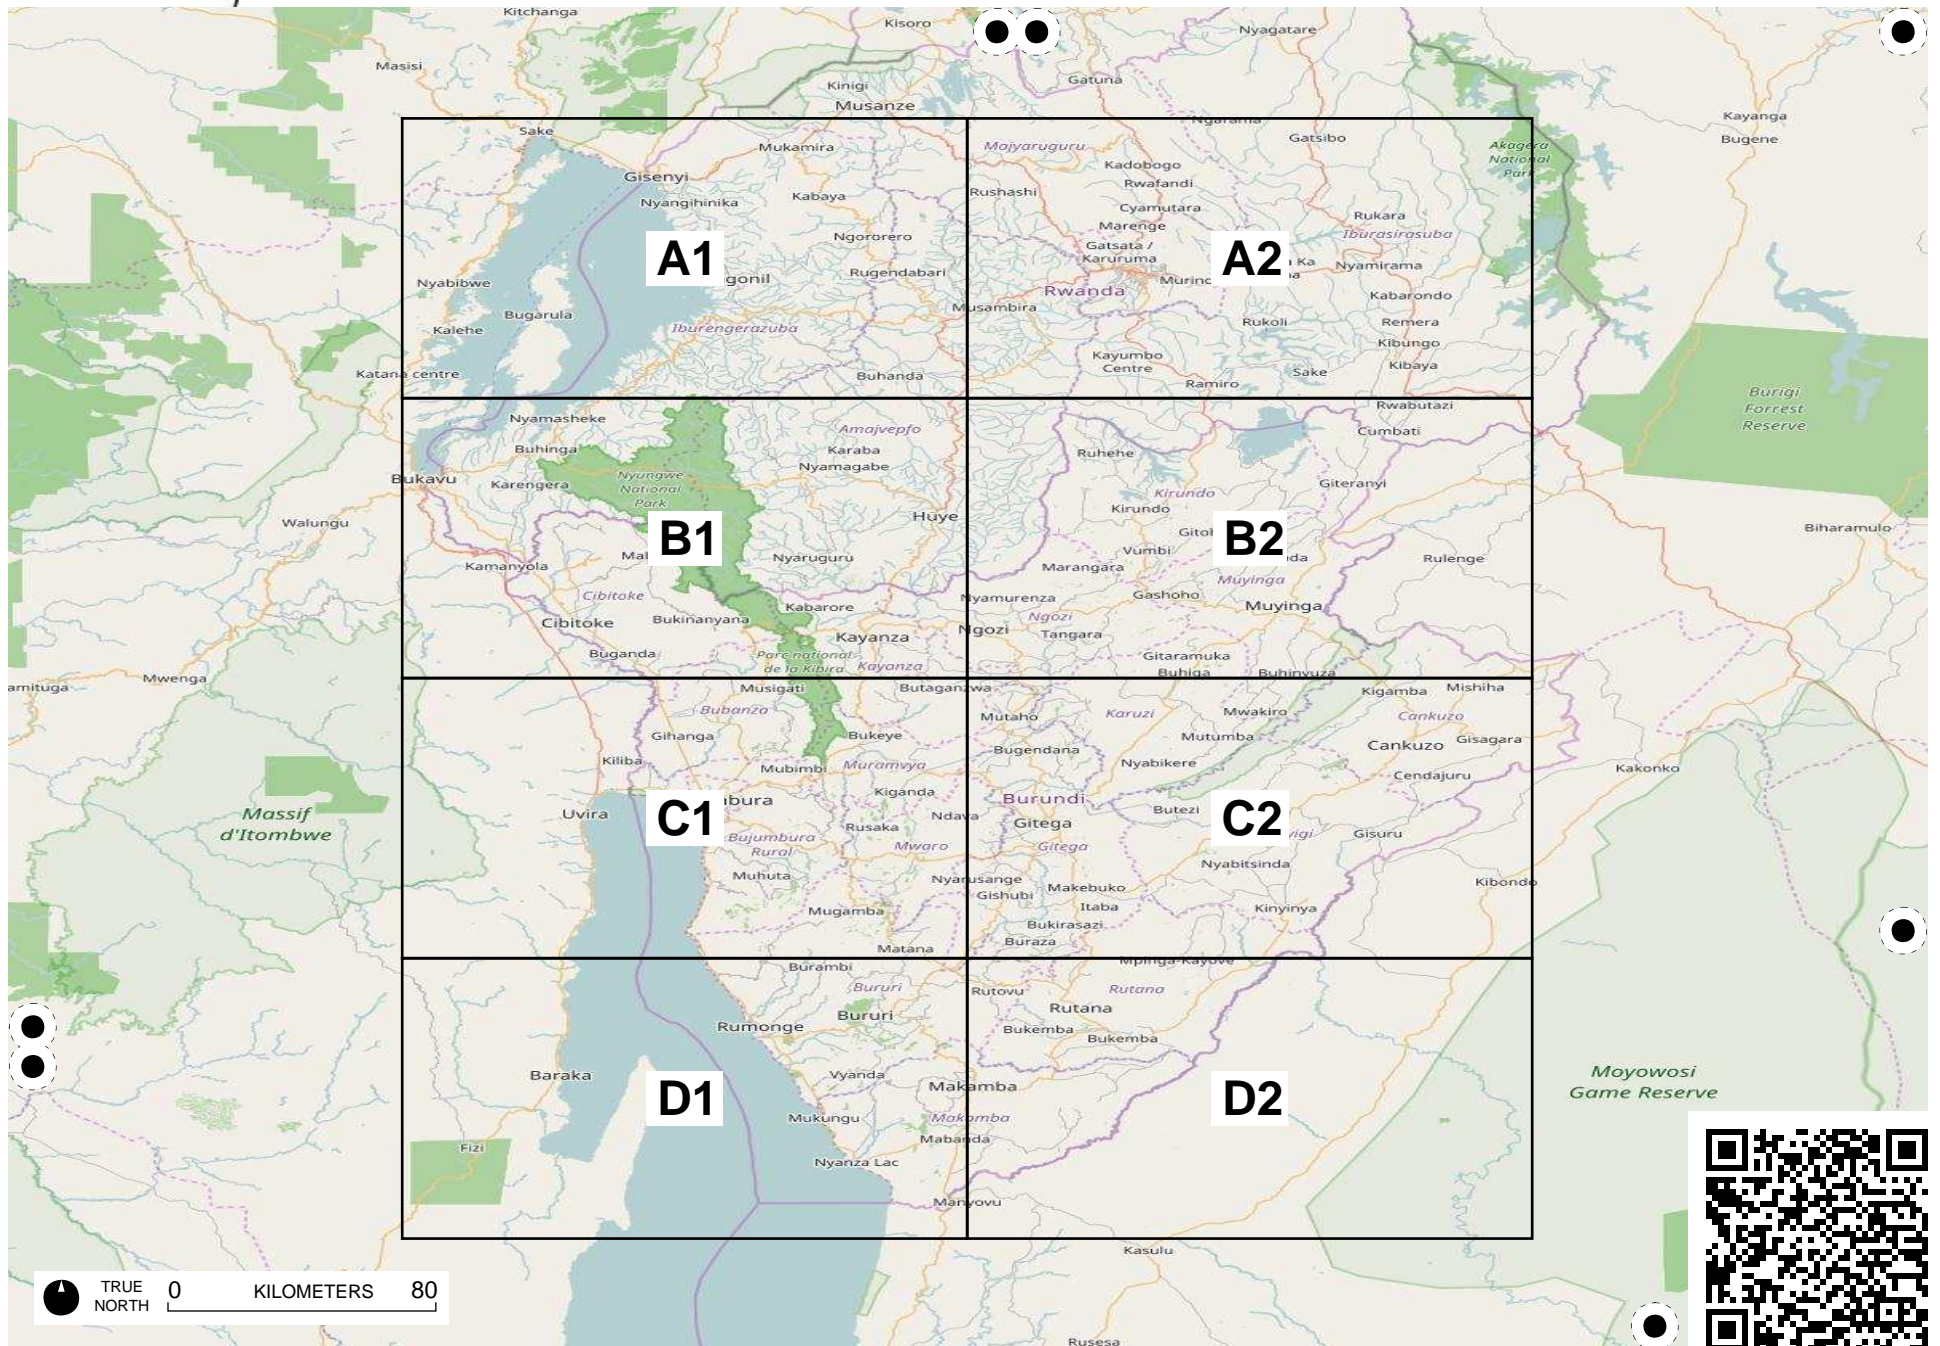 Kitchanga
Kisoro
Nyagatare
Masisi
Gatuna
Kinigi
Musanze
Kayanga
Bugene
Sake
Mukamira
Gisenyi
Nyangihinika
Kabaya
Ngororero
A1
gonil
Rugendabari
Nyabibwe
Bugarula
Kalehe
Iburengerazuba
Katana centre
Buhanda
Ngarama
Gatsibo
Majyaruguru
Akagera
National
Park
Kadobogo
Rwafandi
Rushashi
Cyamutara
Marenge
Rukara
Iburasirasuba
Gatsata /
Karuruma
A2
Ka
Nyamirama
Rwanda
Kabarondo
Musambira
Rukoli
Remera
Kibungo
Kayumbo
Centre
Sake
Kibaya
Ramiro
Burigi
Forrest
Reserve
Nyamasheke
Amajyepfo
Buhinga
Karaba
Nyamagabe
Bukavu
Karengera
Nyungwe
National
Park
Walungu
Huye
B1
Nyaruguru
Kamanyola
Cibitoke
Kabarore
Cibitoke
Bukinanyana
Kayanza
Buganda
Parc national
de la Kibira
Kayanza
Rwabutazi
Cumbati
Ruhehe
Giteranyi
Kirundo
Kirundo
B2
Vumbi
Marangara
Rulenge
Muyinga
Nyamurenza
Gashoho
Muyinga
Ngozi
Ngozi
Tangara
Gitaramuka
Buhiga
Buhinyuza
Biharamulo
Mwenga
amituga
Musigati
Butaganzwa
Bubanza
Gihanga
Bukeye
Kiliba
Mubimbi
Muramvya
Massif
d'Itombwe
Uvira
C1
bura
Kiganda
Ndava
Rusaka
Bujumbura
Rural
Mwaro
Muhuta
Nyarusange
Mugamba
Matana
Kigamba
Mishiha
Mutaho
Karuzi
Mwakiro
Cankuzo
Bugendana
Mutumba
Cankuzo
Gisagara
Nyabikere
Cendajuru
Kakonko
Burundi
Butezi
Gitega
C2
yigi
Gisuru
Gitega
Nyabitsinda
Gishubi
Makebuko
Kibondo
Itaba
Kinyinya
Bukirasazi
Buraza
Burambi
Bururi
Rumonge
Bururi
Baraka
D1
Vyanda
Makamba
Mukungu
Makamba
Mabanda
Fizi
Nyanza Lac
Manyovu
Mpinga-Kayove
Rutovu
Rutana
Rutana
Bukemba
Bukemba
D2
Moyowosi
Game Reserve
Kasulu
Rusesa
TRUE
NORTH
0 KILOMETERS 80